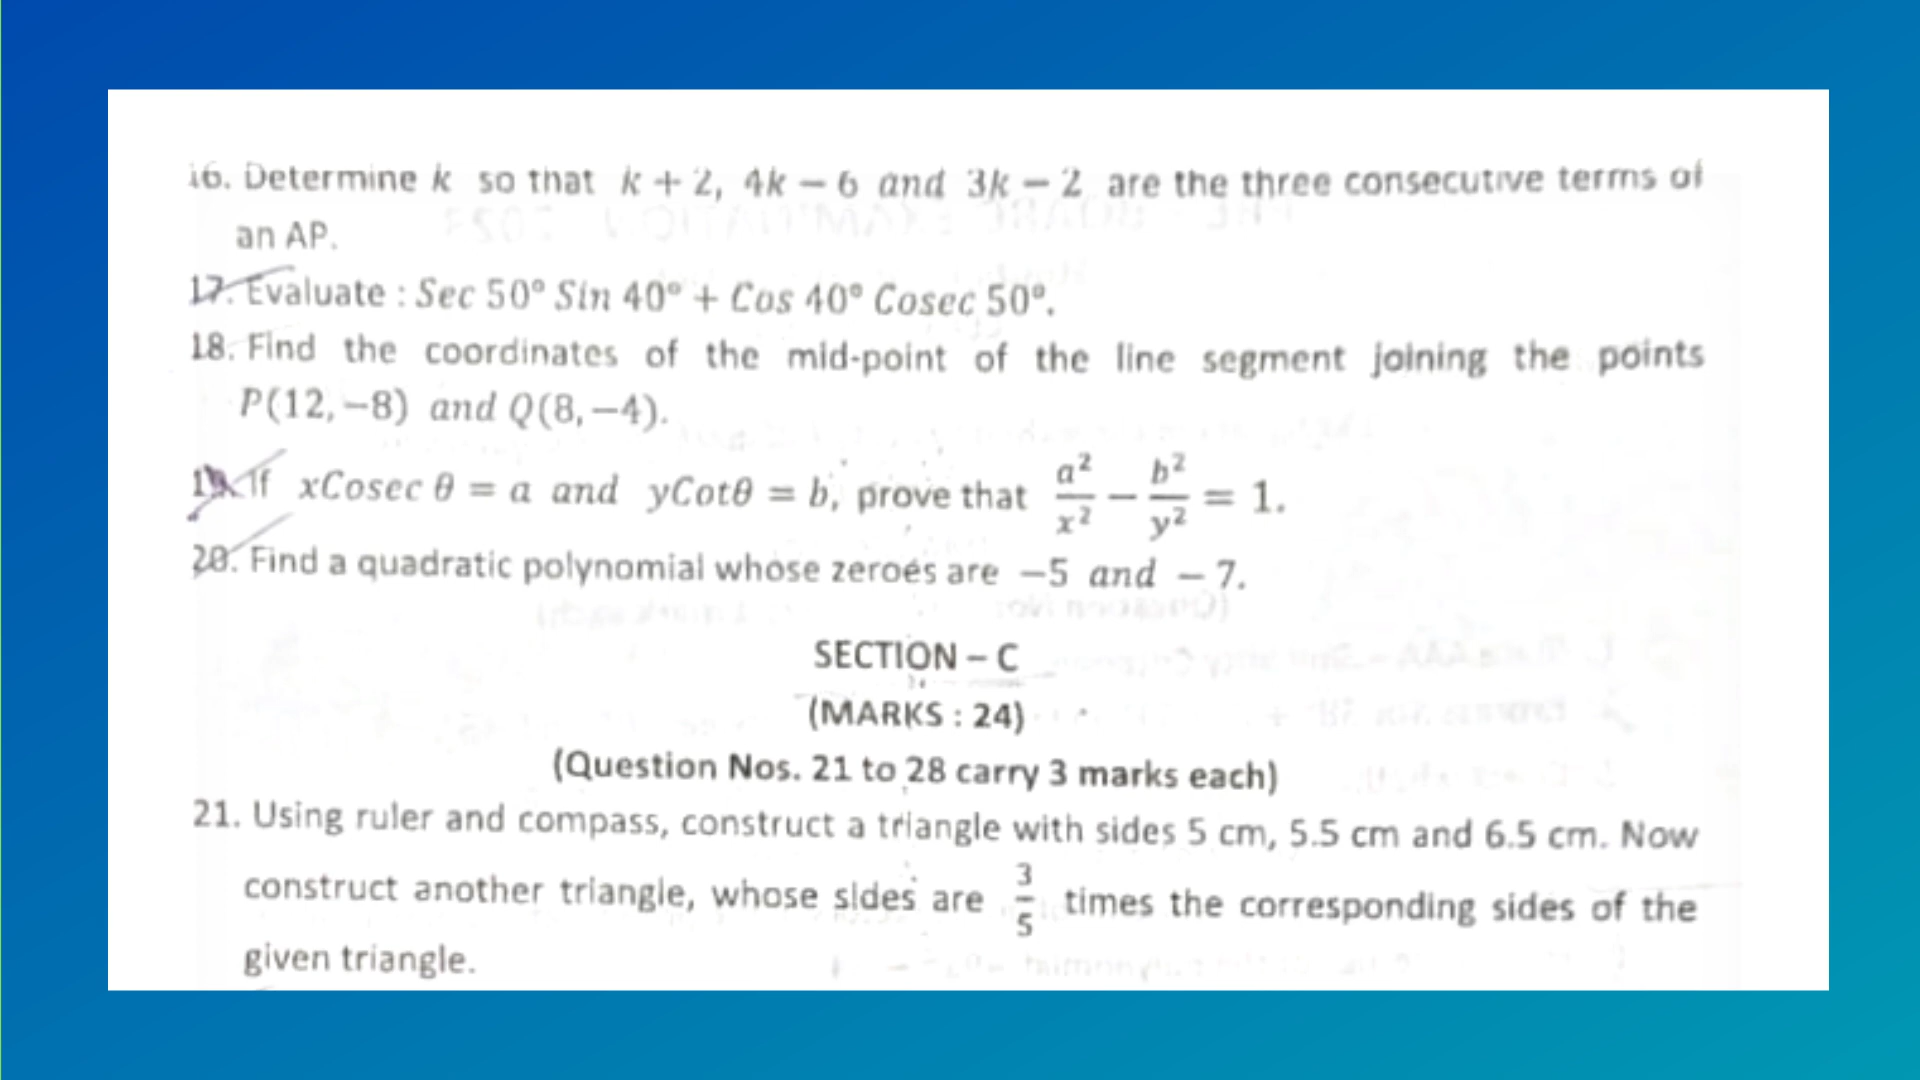 16. Determine k so that k + 2, 4k − 6 and 3k − 2 are the three consecutive terms of
an AP.
17. Evaluate : Sec 50° Sin 40° + Cos 40° Cosec 50°.
18. Find the coordinates of the mid-point of the line segment joining the points
P(12, −8) and Q(8, −4).
19. If xCosec θ = a and yCotθ = b, prove that a²/x² − b²/y² = 1.
20. Find a quadratic polynomial whose zeroes are −5 and − 7.
SECTION – C
(MARKS : 24)
(Question Nos. 21 to 28 carry 3 marks each)
21. Using ruler and compass, construct a triangle with sides 5 cm, 5.5 cm and 6.5 cm. Now
construct another triangle, whose sides are 3/5 times the corresponding sides of the
given triangle.